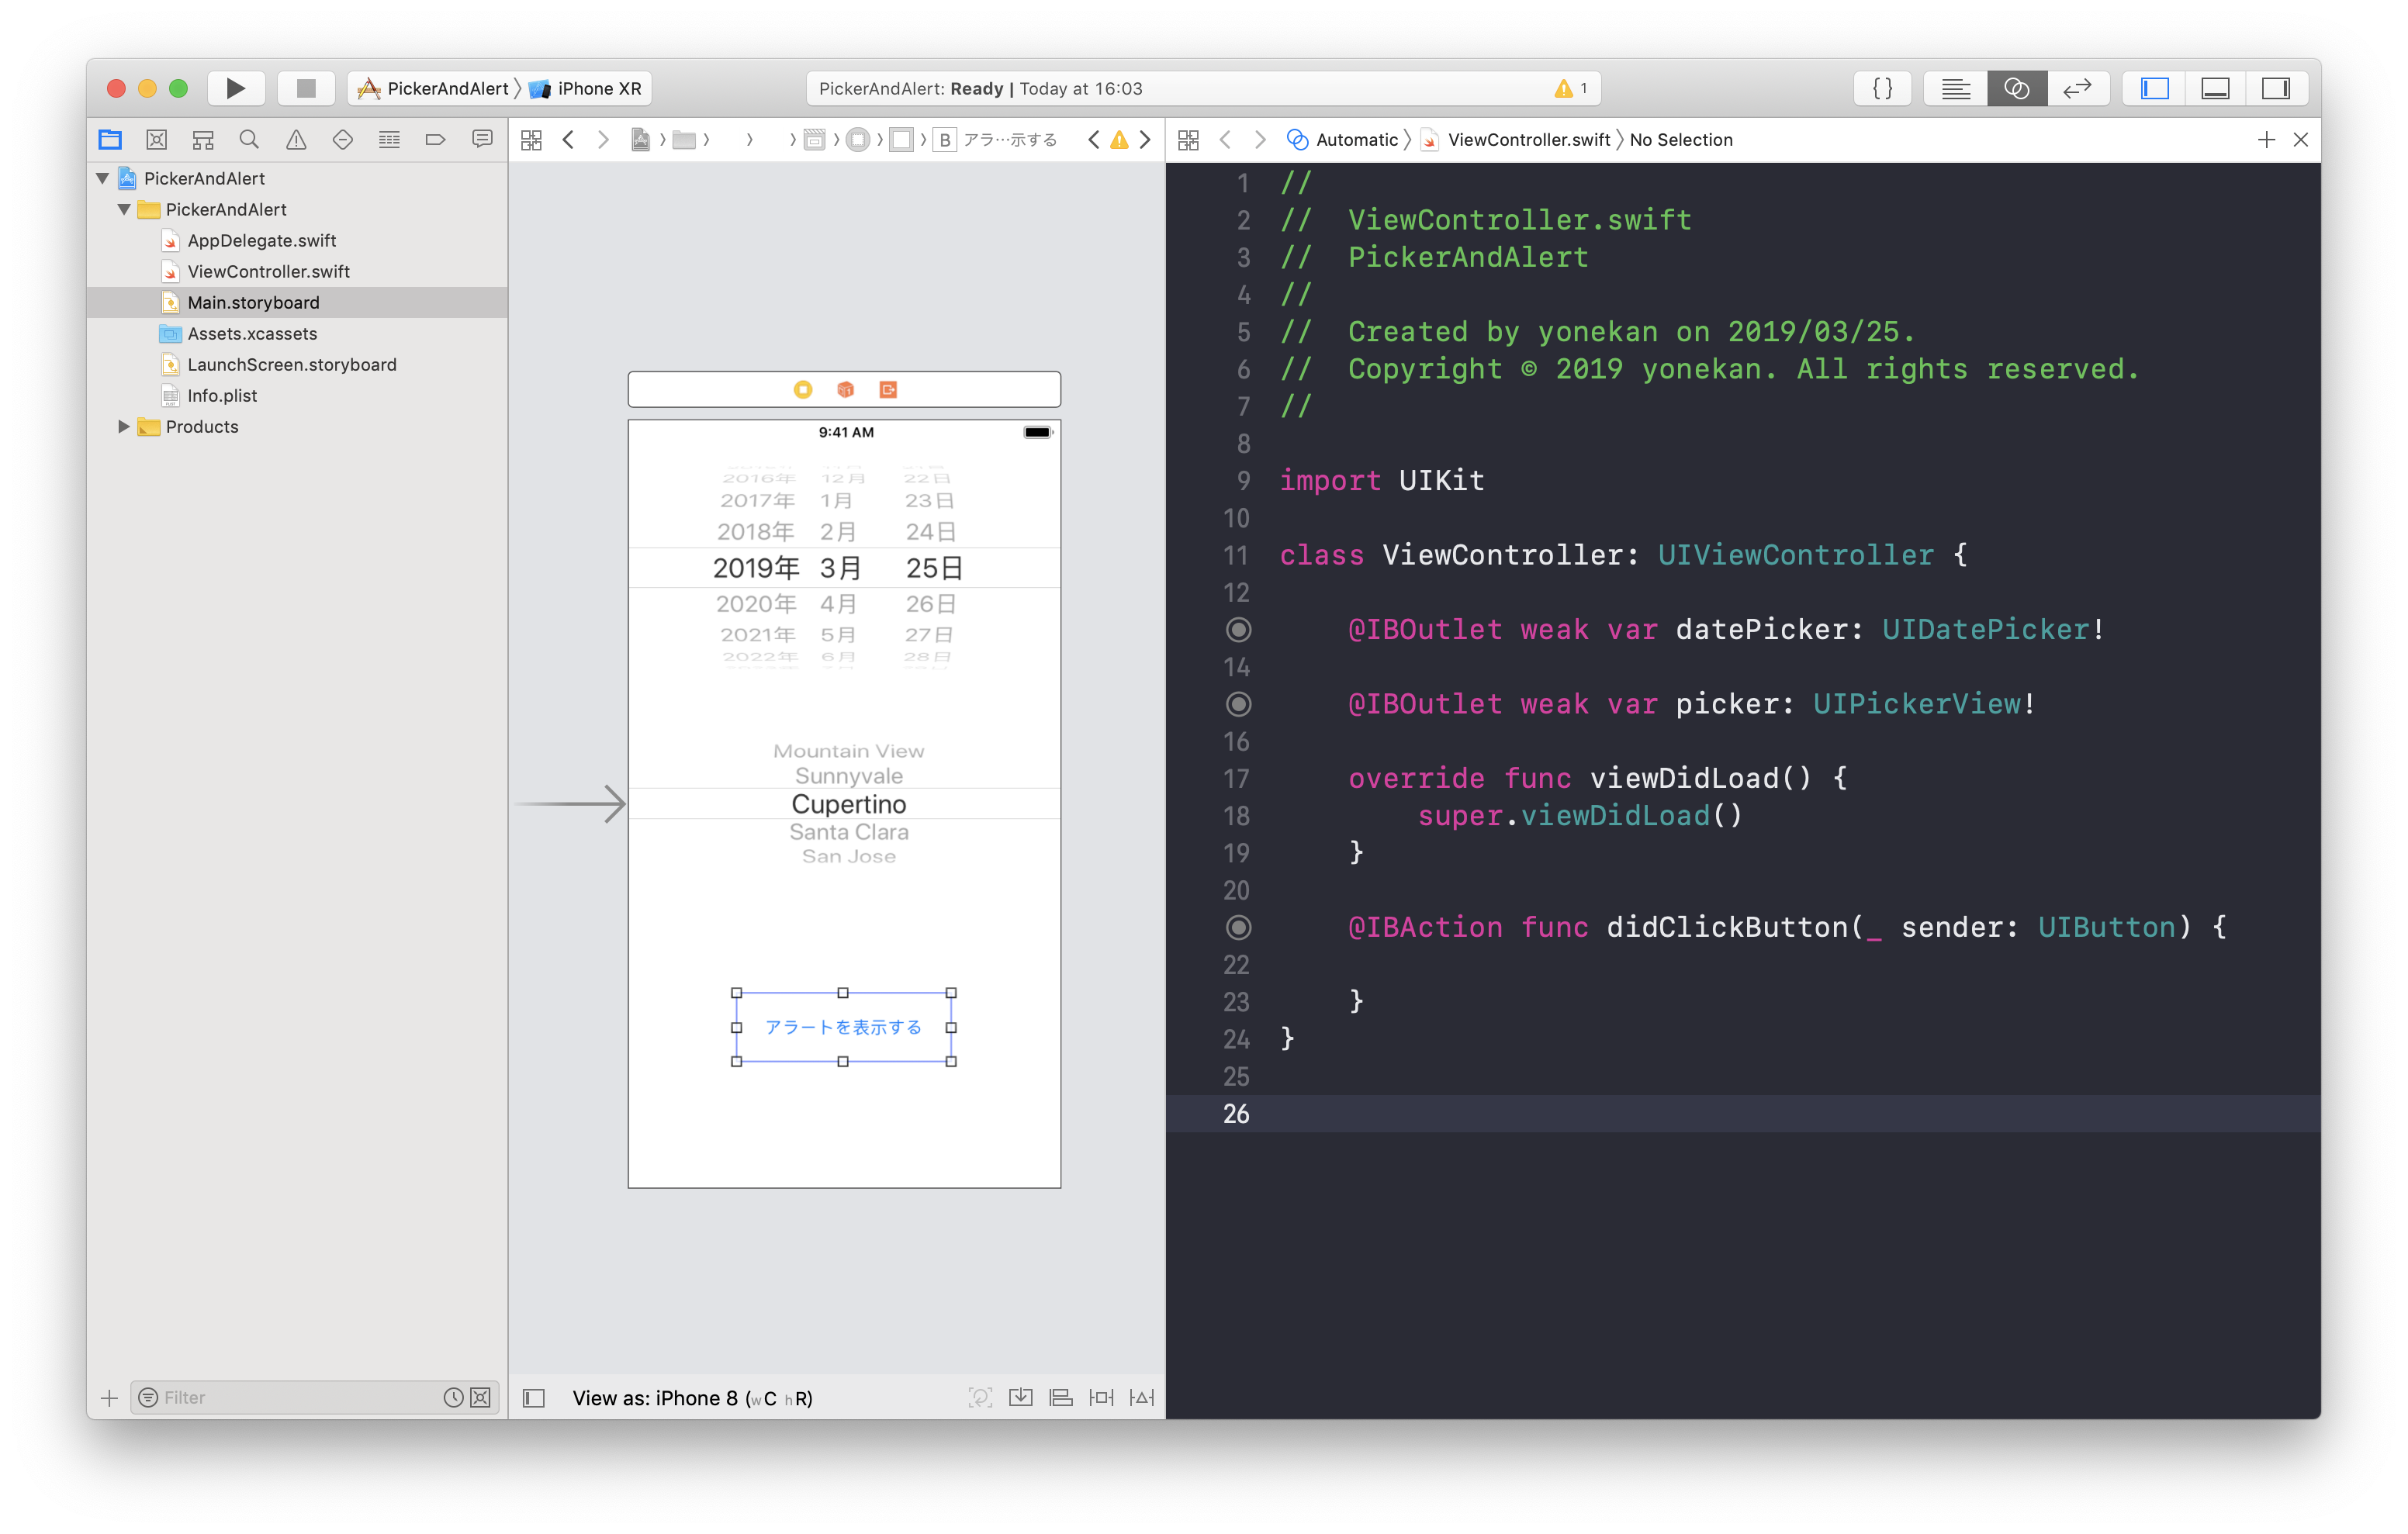 PickerAndAlert iPhone XR
PickerAndAlert: Ready | Today at 16:03
1
B アラ…示する
Automatic ViewController.swift No Selection
PickerAndAlert
PickerAndAlert
AppDelegate.swift
ViewController.swift
Main.storyboard
Assets.xcassets
LaunchScreen.storyboard
Info.plist
Products
Filter
9:41 AM
2016年 12月 22日
2017年 1月 23日
2018年 2月 24日
2019年 3月 25日
2020年 4月 26日
2021年 5月 27日
2022年 6月 28日
Mountain View
Sunnyvale
Cupertino
Santa Clara
San Jose
アラートを表示する
View as: iPhone 8 (wC hR)
1 //
2 //  ViewController.swift
3 //  PickerAndAlert
4 //
5 //  Created by yonekan on 2019/03/25.
6 //  Copyright © 2019 yonekan. All rights reserved.
7 //
8
9 import UIKit
10
11 class ViewController: UIViewController {
12
@IBOutlet weak var datePicker: UIDatePicker!
14
@IBOutlet weak var picker: UIPickerView!
16
17 override func viewDidLoad() {
18 super.viewDidLoad()
19 }
20
@IBAction func didClickButton(_ sender: UIButton) {
22
23 }
24 }
25
26